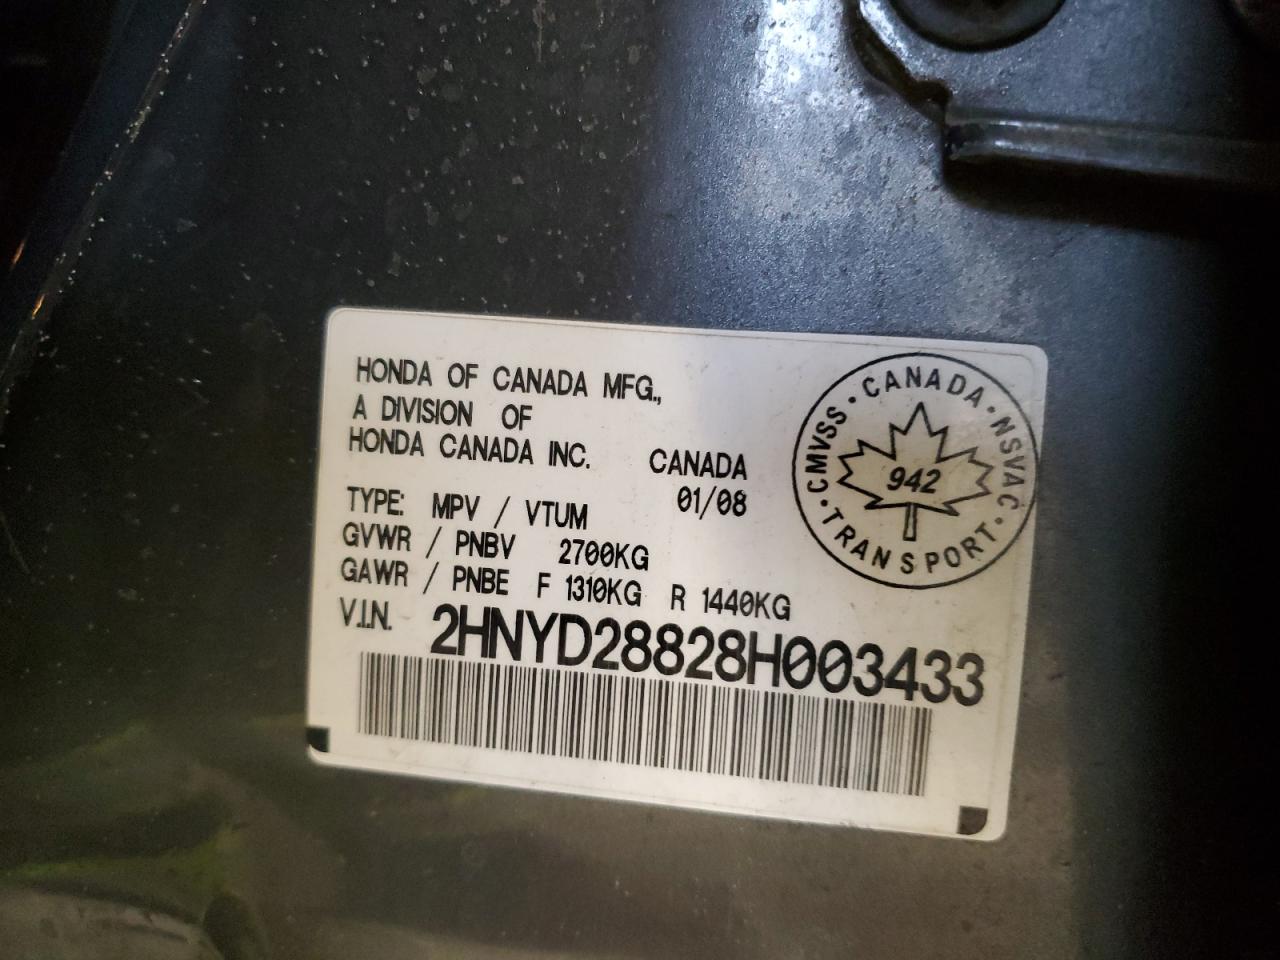 HONDA OF CANADA MFG.,
A DIVISION OF
HONDA CANADA INC. CANADA
01/08
TYPE: MPV / VTUM
GVWR / PNBV 2700KG
GAWR / PNBE F 1310KG R 1440KG
V.I.N. 2HNYD28828H003433
CMVSS · CANADA · NSVAC ·
TRANSPORT ·
942